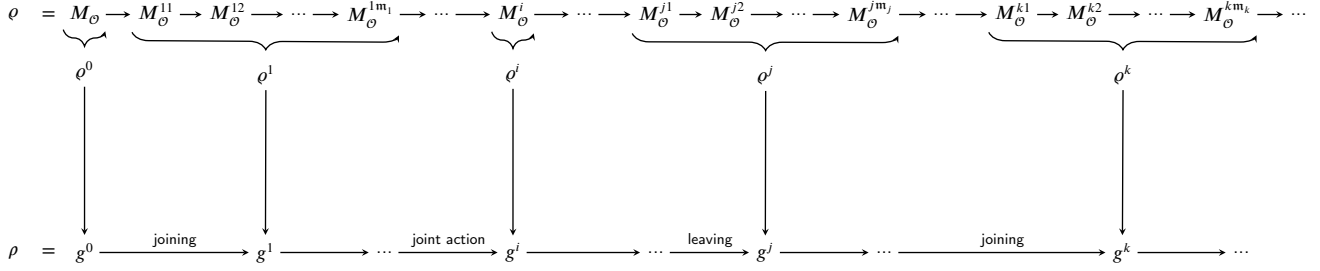 ϱ = M_𝒪 → M_𝒪^{11} → M_𝒪^{12} → ⋯ → M_𝒪^{1𝔪_1} → ⋯ → M_𝒪^i → ⋯ → M_𝒪^{j1} → M_𝒪^{j2} → ⋯ → M_𝒪^{j𝔪_j} → ⋯ → M_𝒪^{k1} → M_𝒪^{k2} → ⋯ → M_𝒪^{k𝔪_k} → ⋯
ϱ^0 ϱ^1 ϱ^i ϱ^j ϱ^k
joining joint action leaving joining
ρ = g^0 → g^1 → ⋯ → g^i → ⋯ → g^j → ⋯ → g^k → ⋯